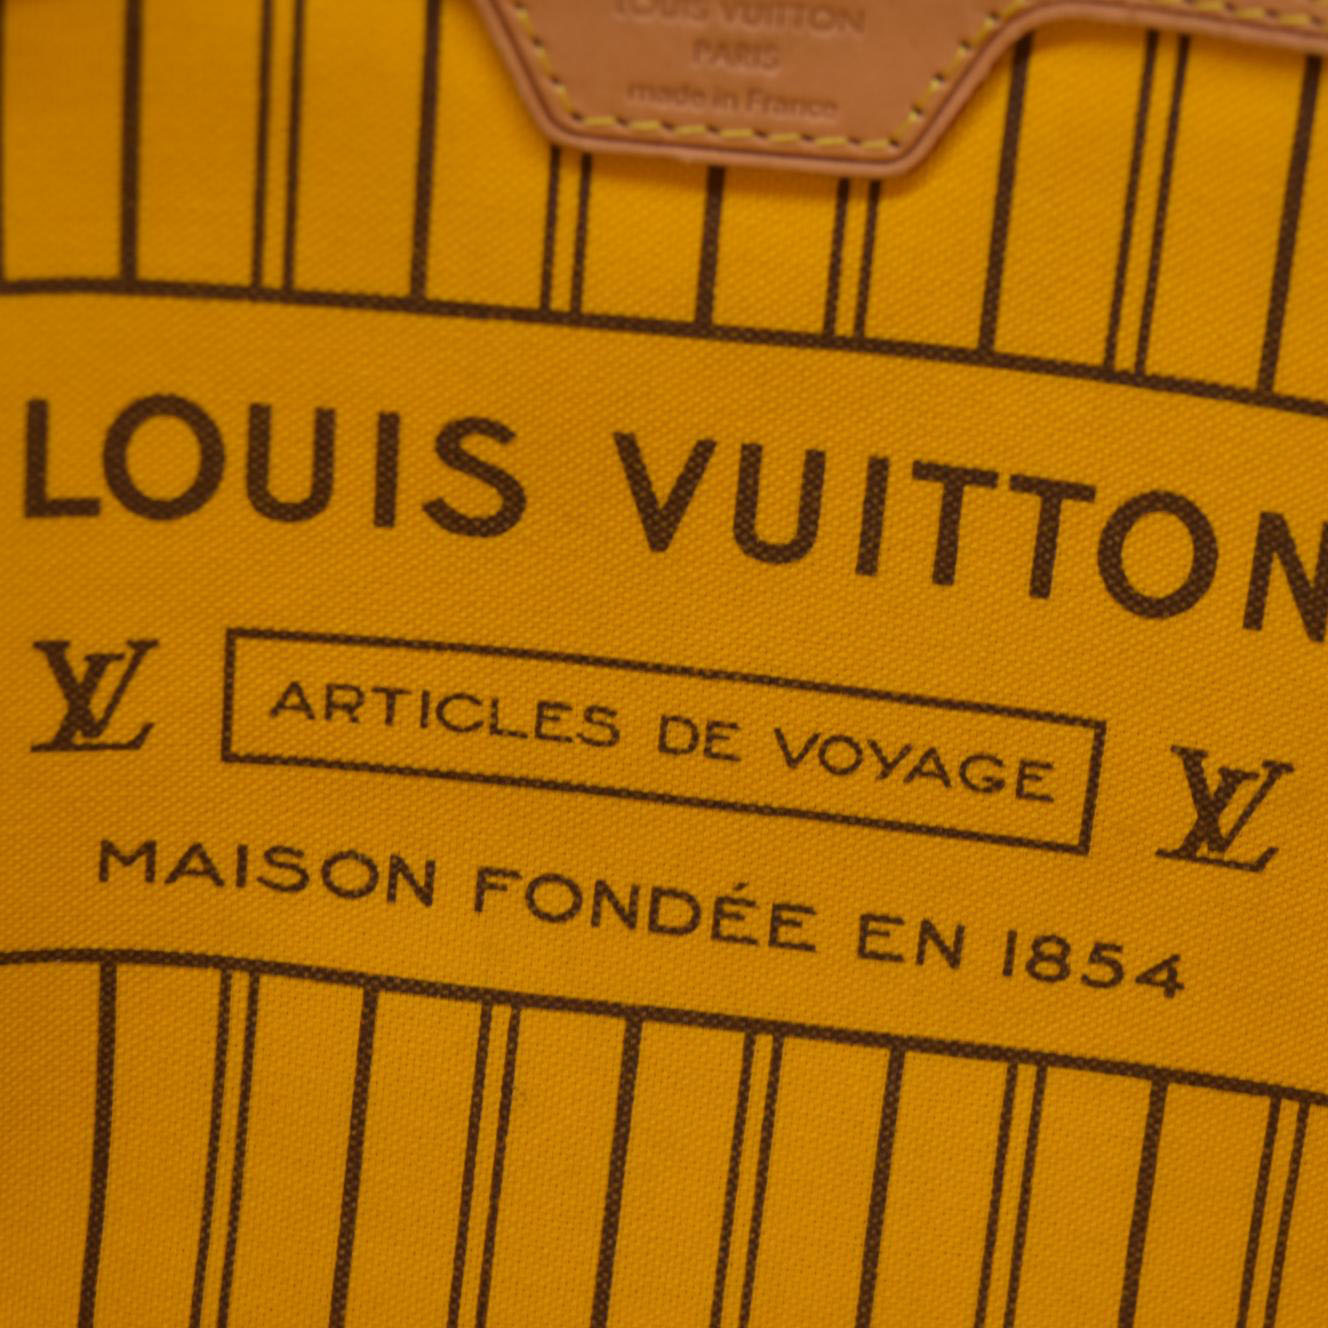 LOUIS VUITTON
PARIS
made in France
LOUIS VUITTON
LV ARTICLES DE VOYAGE LV
MAISON FONDÉE EN 1854